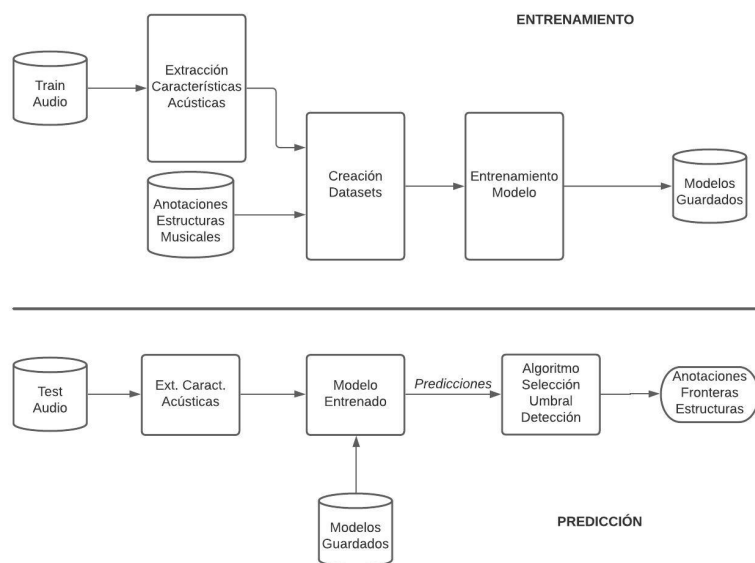 ENTRENAMIENTO
Train
Audio
Extracción
Características
Acústicas
Anotaciones
Estructuras
Musicales
Creación
Datasets
Entrenamiento
Modelo
Modelos
Guardados
Test
Audio
Ext. Caract.
Acústicas
Modelo
Entrenado
Predicciones
Algoritmo
Selección
Umbral
Detección
Anotaciones
Fronteras
Estructuras
Modelos
Guardados
PREDICCIÓN